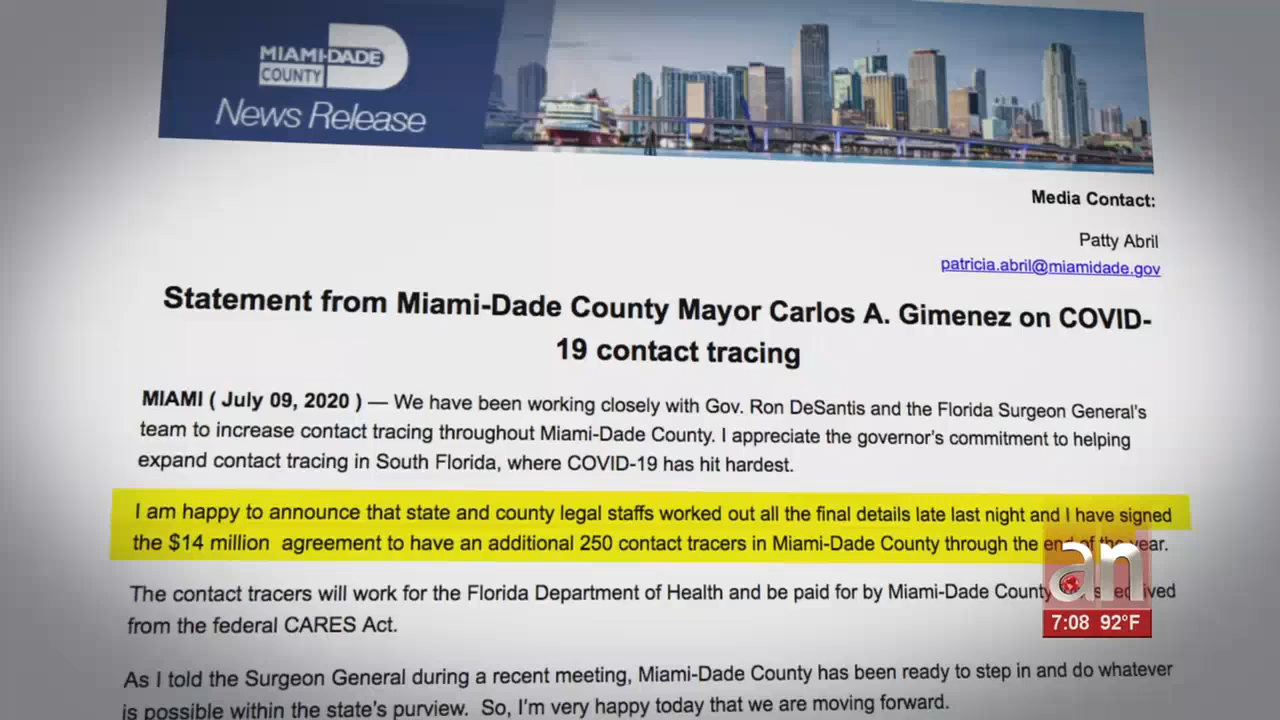 MIAMI-DADE
COUNTY
News Release
Media Contact:
Patty Abril
patricia.abril@miamidade.gov
Statement from Miami-Dade County Mayor Carlos A. Gimenez on COVID-
19 contact tracing
MIAMI ( July 09, 2020 ) — We have been working closely with Gov. Ron DeSantis and the Florida Surgeon General's
team to increase contact tracing throughout Miami-Dade County. I appreciate the governor's commitment to helping
expand contact tracing in South Florida, where COVID-19 has hit hardest.
I am happy to announce that state and county legal staffs worked out all the final details late last night and I have signed
the $14 million agreement to have an additional 250 contact tracers in Miami-Dade County through the end of the year.
The contact tracers will work for the Florida Department of Health and be paid for by Miami-Dade County
from the federal CARES Act.
As I told the Surgeon General during a recent meeting, Miami-Dade County has been ready to step in and do whatever
is possible within the state's purview. So, I'm very happy today that we are moving forward.
an
7:08 92°F